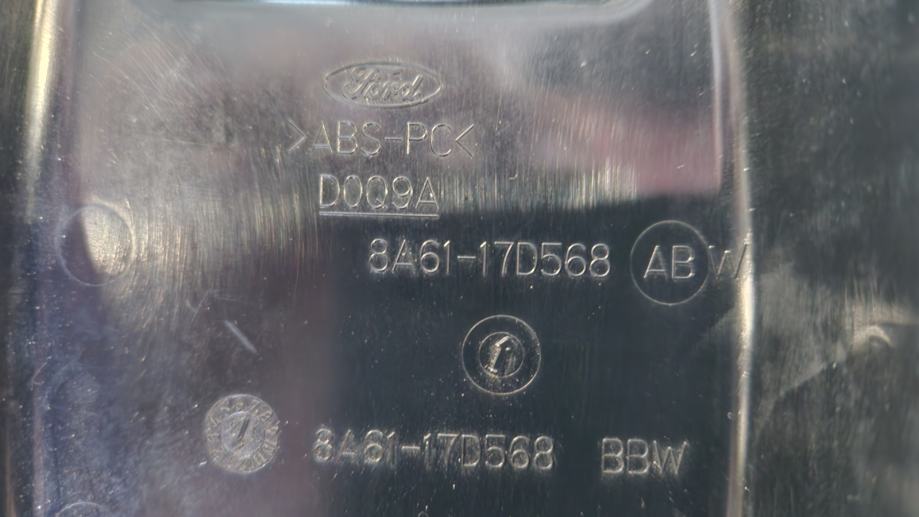 Ford
>ABS-PC<
D0Q9A
8A61-17D568 AB W
8A61-17D568 BBW